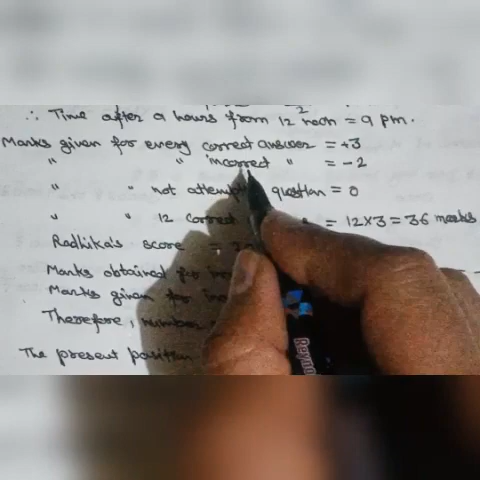 ∴ Time after 9 hours from 12 noon = 9 pm.
Marks given for every correct answer = +3
" " incorrect " = -2
" " not attempt question = 0
" " 12 correct = 12×3 = 36 marks
Radhika's score =
Marks obtained for
Marks given for
Therefore, number
The present position